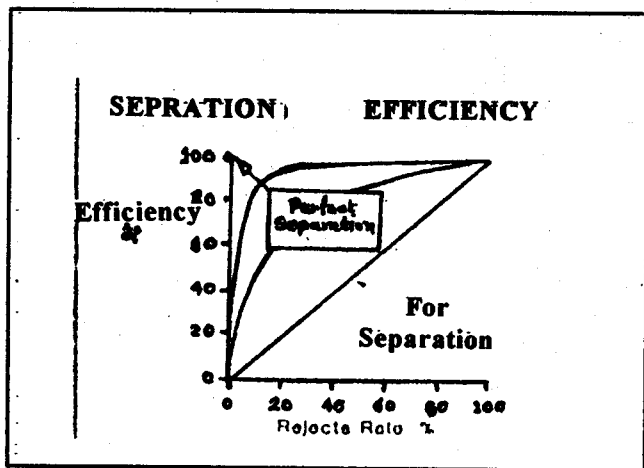 SEPRATION EFFICIENCY
100
80
Efficiency
%
60
40
20
0
Perfect
Separation
For
Separation
0 20 40 60 80 100
Rejects Rato %